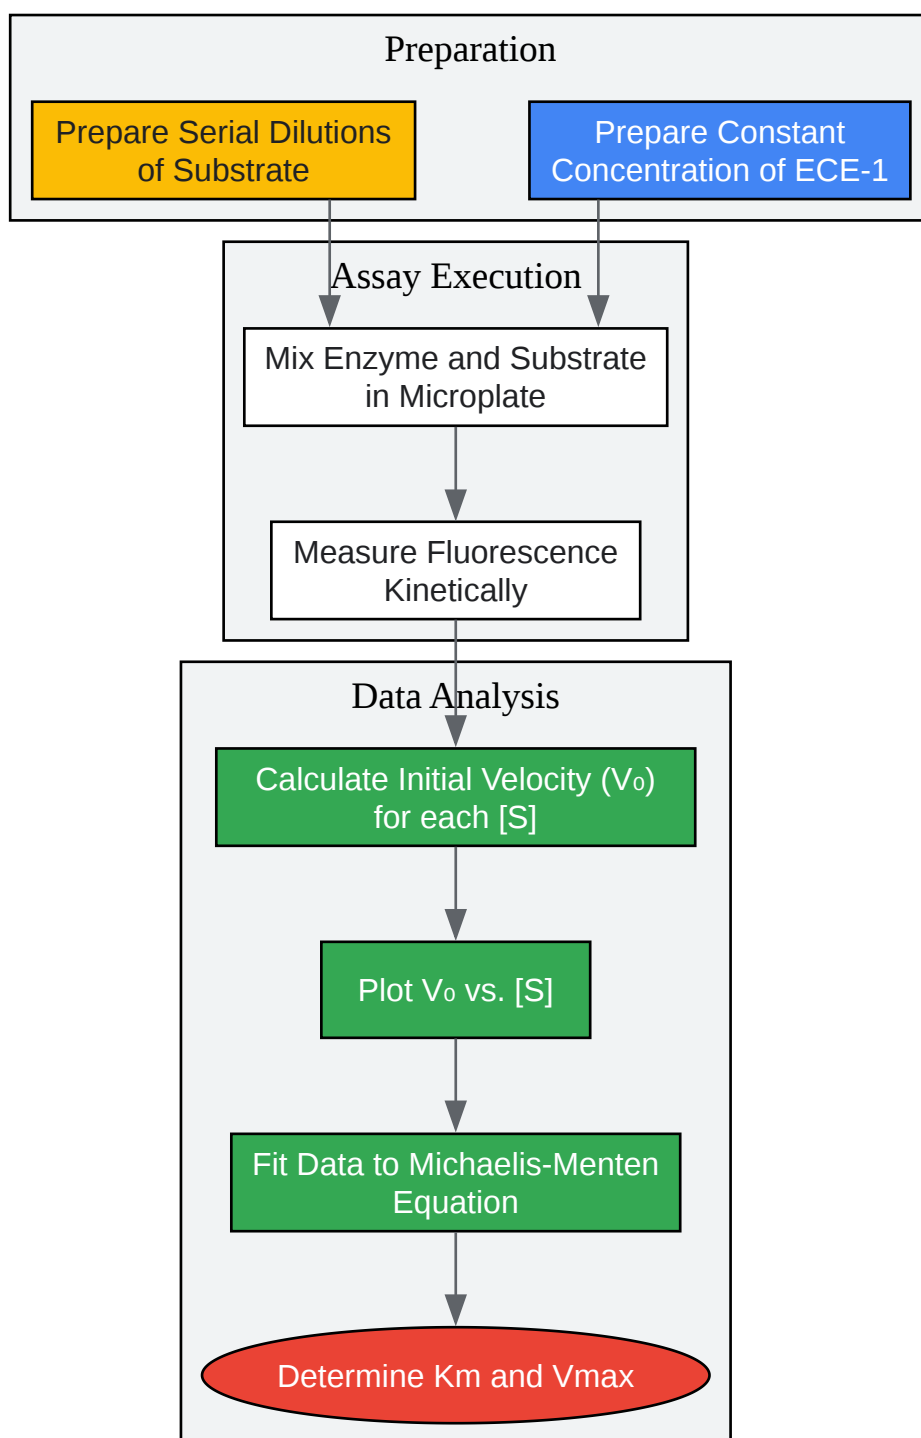 Preparation
Prepare Serial Dilutions
of Substrate
Prepare Constant
Concentration of ECE-1
Assay Execution
Mix Enzyme and Substrate
in Microplate
Measure Fluorescence
Kinetically
Data Analysis
Calculate Initial Velocity (V₀)
for each [S]
Plot V₀ vs. [S]
Fit Data to Michaelis-Menten
Equation
Determine Km and Vmax